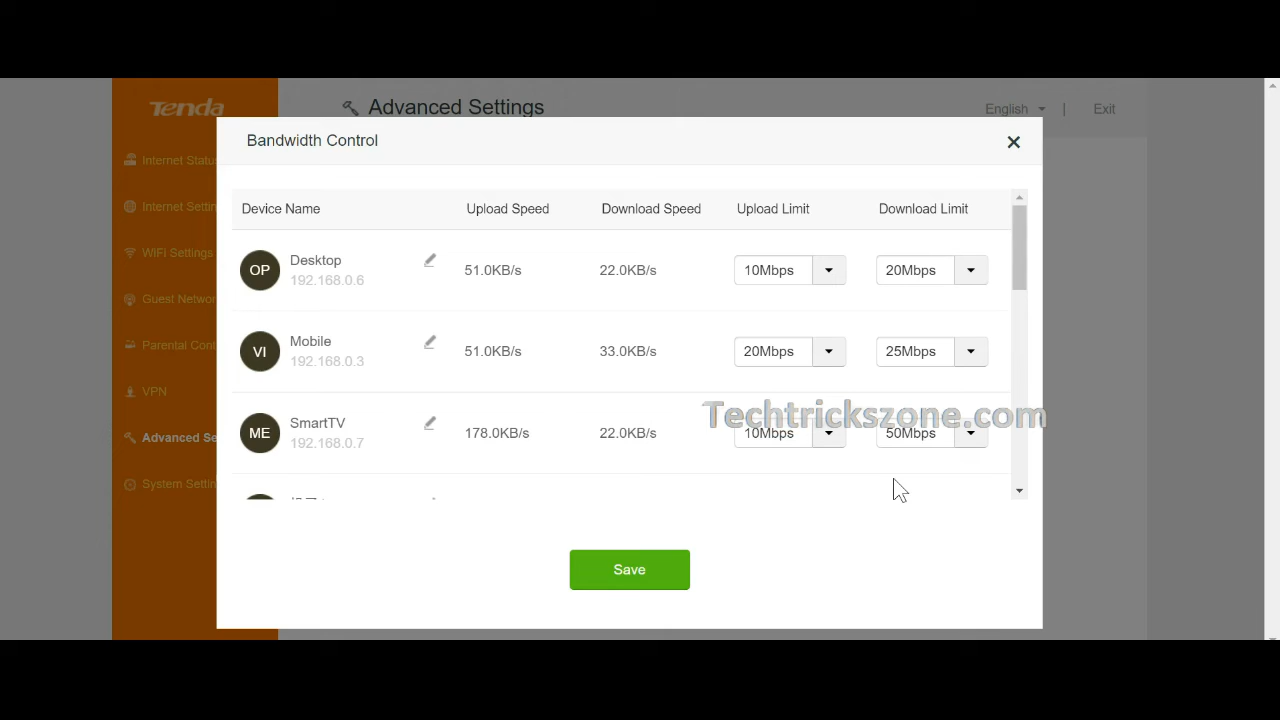 Tenda
Advanced Settings
English
|
Exit
Bandwidth Control
Internet Statu
Internet Settin
WiFi Settings
Guest Networ
Parental Cont
VPN
Advanced Se
System Settin
Device Name Upload Speed Download Speed Upload Limit Download Limit
OP Desktop 51.0KB/s 22.0KB/s 10Mbps 20Mbps
192.168.0.6
VI Mobile 51.0KB/s 33.0KB/s 20Mbps 25Mbps
192.168.0.3
Techtrickszone.com
ME SmartTV 178.0KB/s 22.0KB/s 10Mbps 50Mbps
192.168.0.7
Save